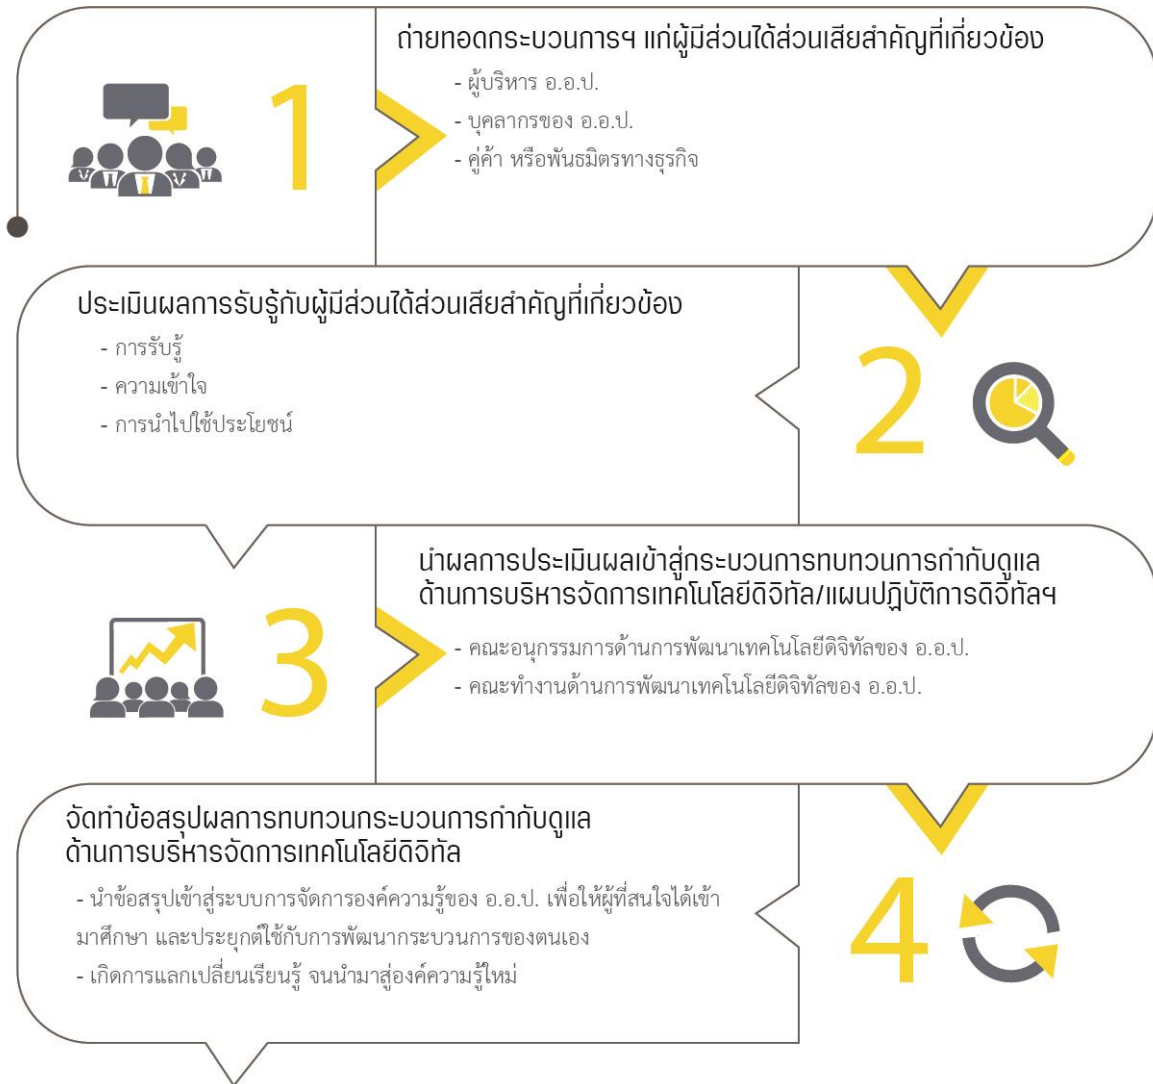 1
ถ่ายทอดกระบวนการฯ แก่ผู้มีส่วนได้ส่วนเสียสำคัญที่เกี่ยวข้อง
- ผู้บริหาร อ.อ.ป.
- บุคลากรของ อ.อ.ป.
- คู่ค้า หรือพันธมิตรทางธุรกิจ
ประเมินผลการรับรู้กับผู้มีส่วนได้ส่วนเสียสำคัญที่เกี่ยวข้อง
- การรับรู้
- ความเข้าใจ
- การนำไปใช้ประโยชน์
2
3
นำผลการประเมินผลเข้าสู่กระบวนการทบทวนการกำกับดูแล
ด้านการบริหารจัดการเทคโนโลยีดิจิทัล/แผนปฏิบัติการดิจิทัลฯ
- คณะอนุกรรมการด้านการพัฒนาเทคโนโลยีดิจิทัลของ อ.อ.ป.
- คณะทำงานด้านการพัฒนาเทคโนโลยีดิจิทัลของ อ.อ.ป.
จัดทำข้อสรุปผลการทบทวนกระบวนการกำกับดูแล
ด้านการบริหารจัดการเทคโนโลยีดิจิทัล
- นำข้อสรุปเข้าสู่ระบบการจัดการองค์ความรู้ของ อ.อ.ป. เพื่อให้ผู้ที่สนใจได้เข้า
มาศึกษา และประยุกต์ใช้กับการพัฒนากระบวนการของตนเอง
- เกิดการแลกเปลี่ยนเรียนรู้ จนนำมาสู่องค์ความรู้ใหม่
4